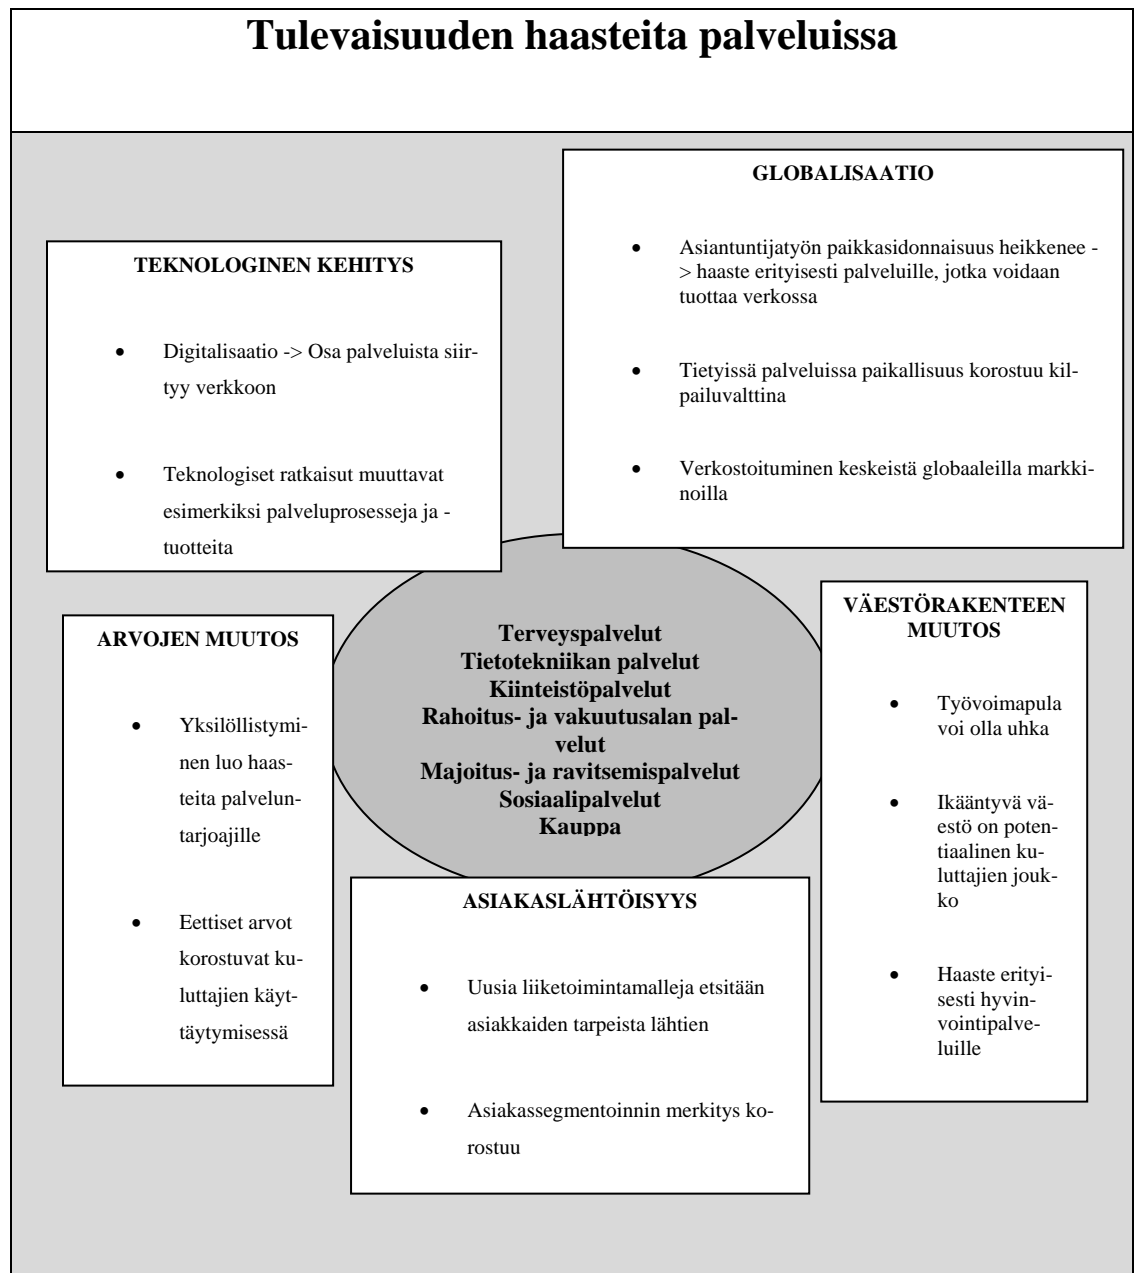 Tulevaisuuden haasteita palveluissa
GLOBALISAATIO
• Asiantuntijatyön paikkasidonnaisuus heikkenee -
> haaste erityisesti palveluille, jotka voidaan
tuottaa verkossa
• Tietyissä palveluissa paikallisuus korostuu kil-
pailuvalttina
• Verkostoituminen keskeistä globaaleilla markki-
noilla
TEKNOLOGINEN KEHITYS
• Digitalisaatio -> Osa palveluista siir-
tyy verkkoon
• Teknologiset ratkaisut muuttavat
esimerkiksi palveluprosesseja ja -
tuotteita
ARVOJEN MUUTOS
• Yksilöllistymi-
nen luo haas-
teita palvelun-
tarjoajille
• Eettiset arvot
korostuvat ku-
luttajien käyt-
täytymisessä
Terveyspalvelut
Tietotekniikan palvelut
Kiinteistöpalvelut
Rahoitus- ja vakuutusalan pal-
velut
Majoitus- ja ravitsemispalvelut
Sosiaalipalvelut
Kauppa
VÄESTÖRAKENTEEN
MUUTOS
• Työvoimapula
voi olla uhka
• Ikääntyvä vä-
estö on poten-
tiaalinen ku-
luttajien jouk-
ko
• Haaste erityi-
sesti hyvin-
vointipalve-
luille
ASIAKASLÄHTÖISYYS
• Uusia liiketoimintamalleja etsitään
asiakkaiden tarpeista lähtien
• Asiakassegmentoinnin merkitys ko-
rostuu